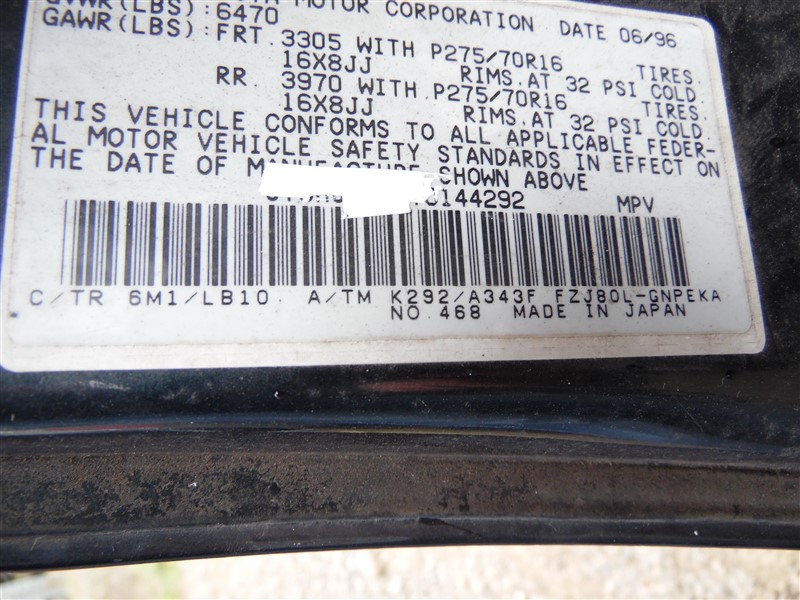 MOTOR CORPORATION DATE 06/96
GVWR(LBS):6470
GAWR(LBS):FRT. 3305 WITH P275/70R16 TIRES.
16X8JJ RIMS.AT 32 PSI COLD.
RR 3970 WITH P275/70R16 TIRES.
16X8JJ RIMS.AT 32 PSI COLD.
THIS VEHICLE CONFORMS TO ALL APPLICABLE FEDER-
AL MOTOR VEHICLE SAFETY STANDARDS IN EFFECT ON
THE DATE OF MANUFACTURE SHOWN ABOVE
144292 MPV
C/TR 6M1/LB10 A/TM K292/A343F FZJ80L-GNPEKA
NO.468 MADE IN JAPAN